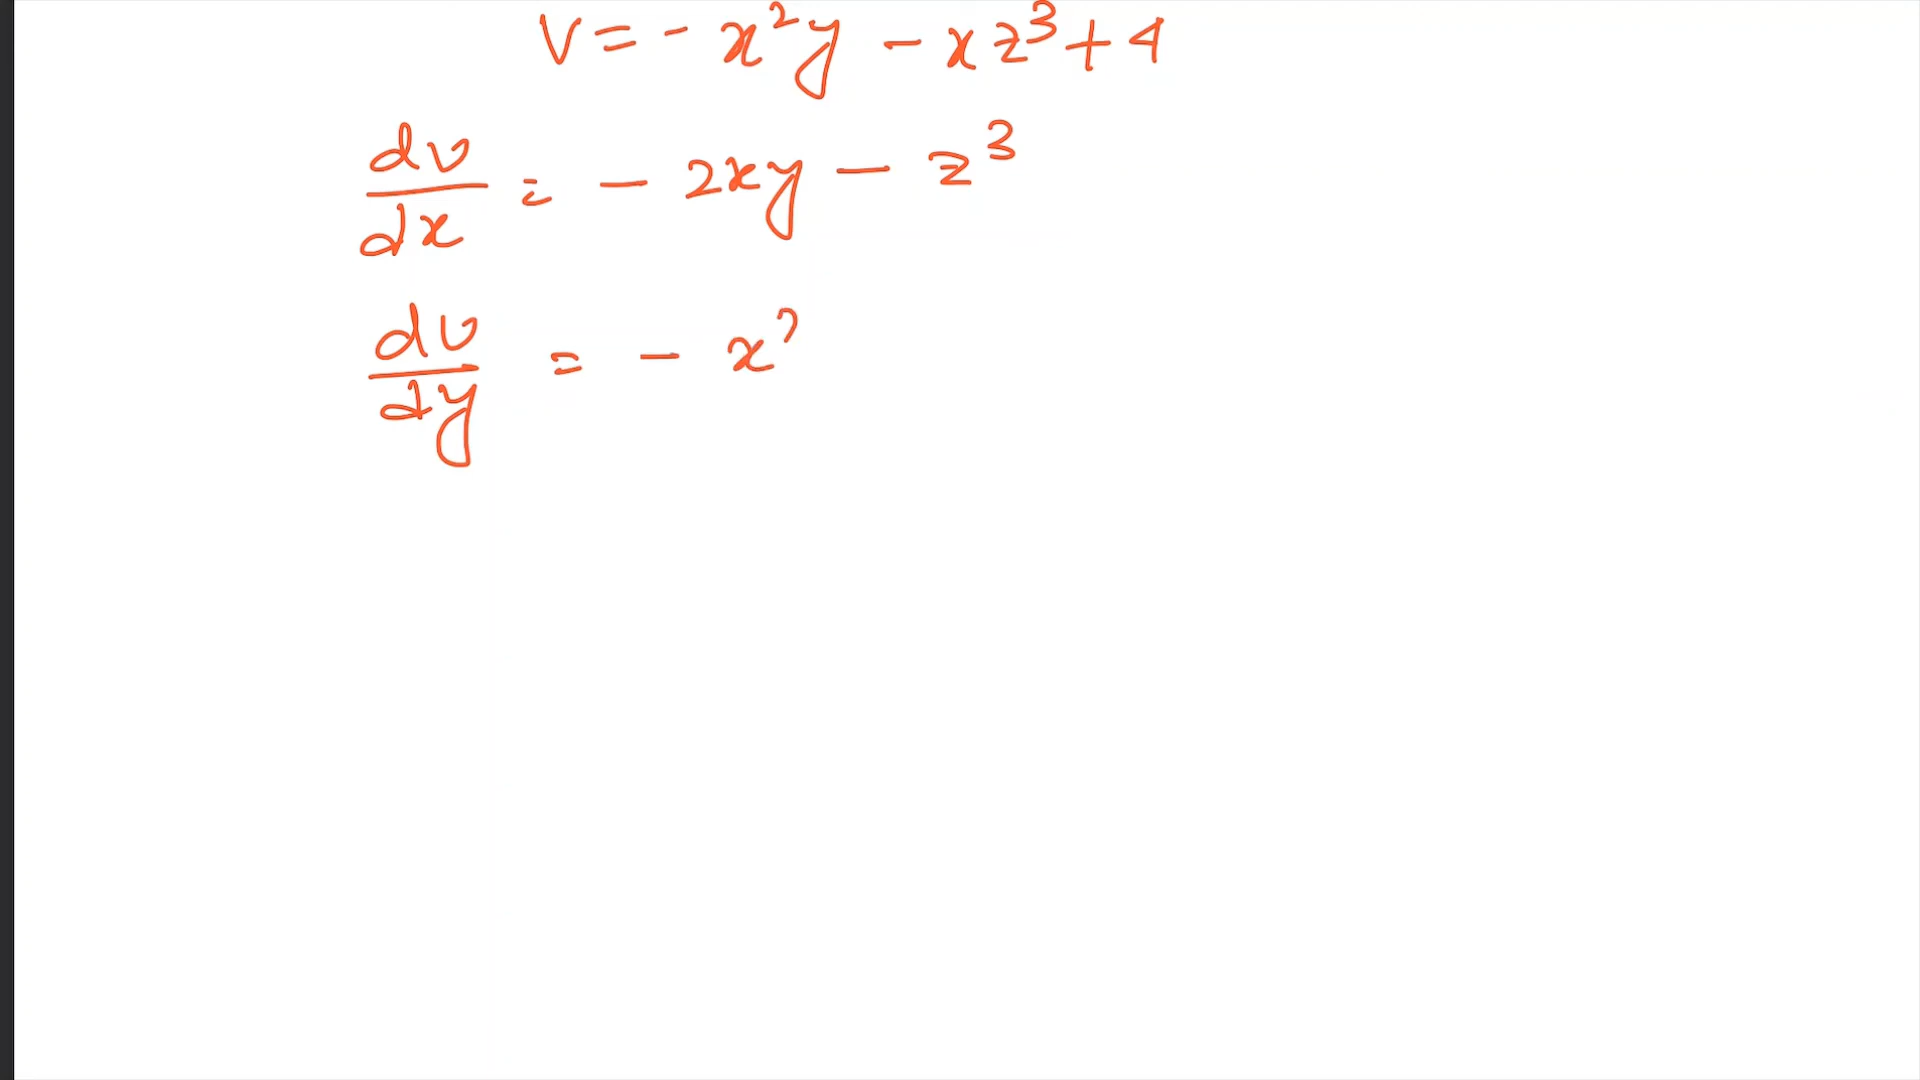 V = - x²y - xz³ + 4
dv/dx = - 2xy - z³
dv/dy = - x²